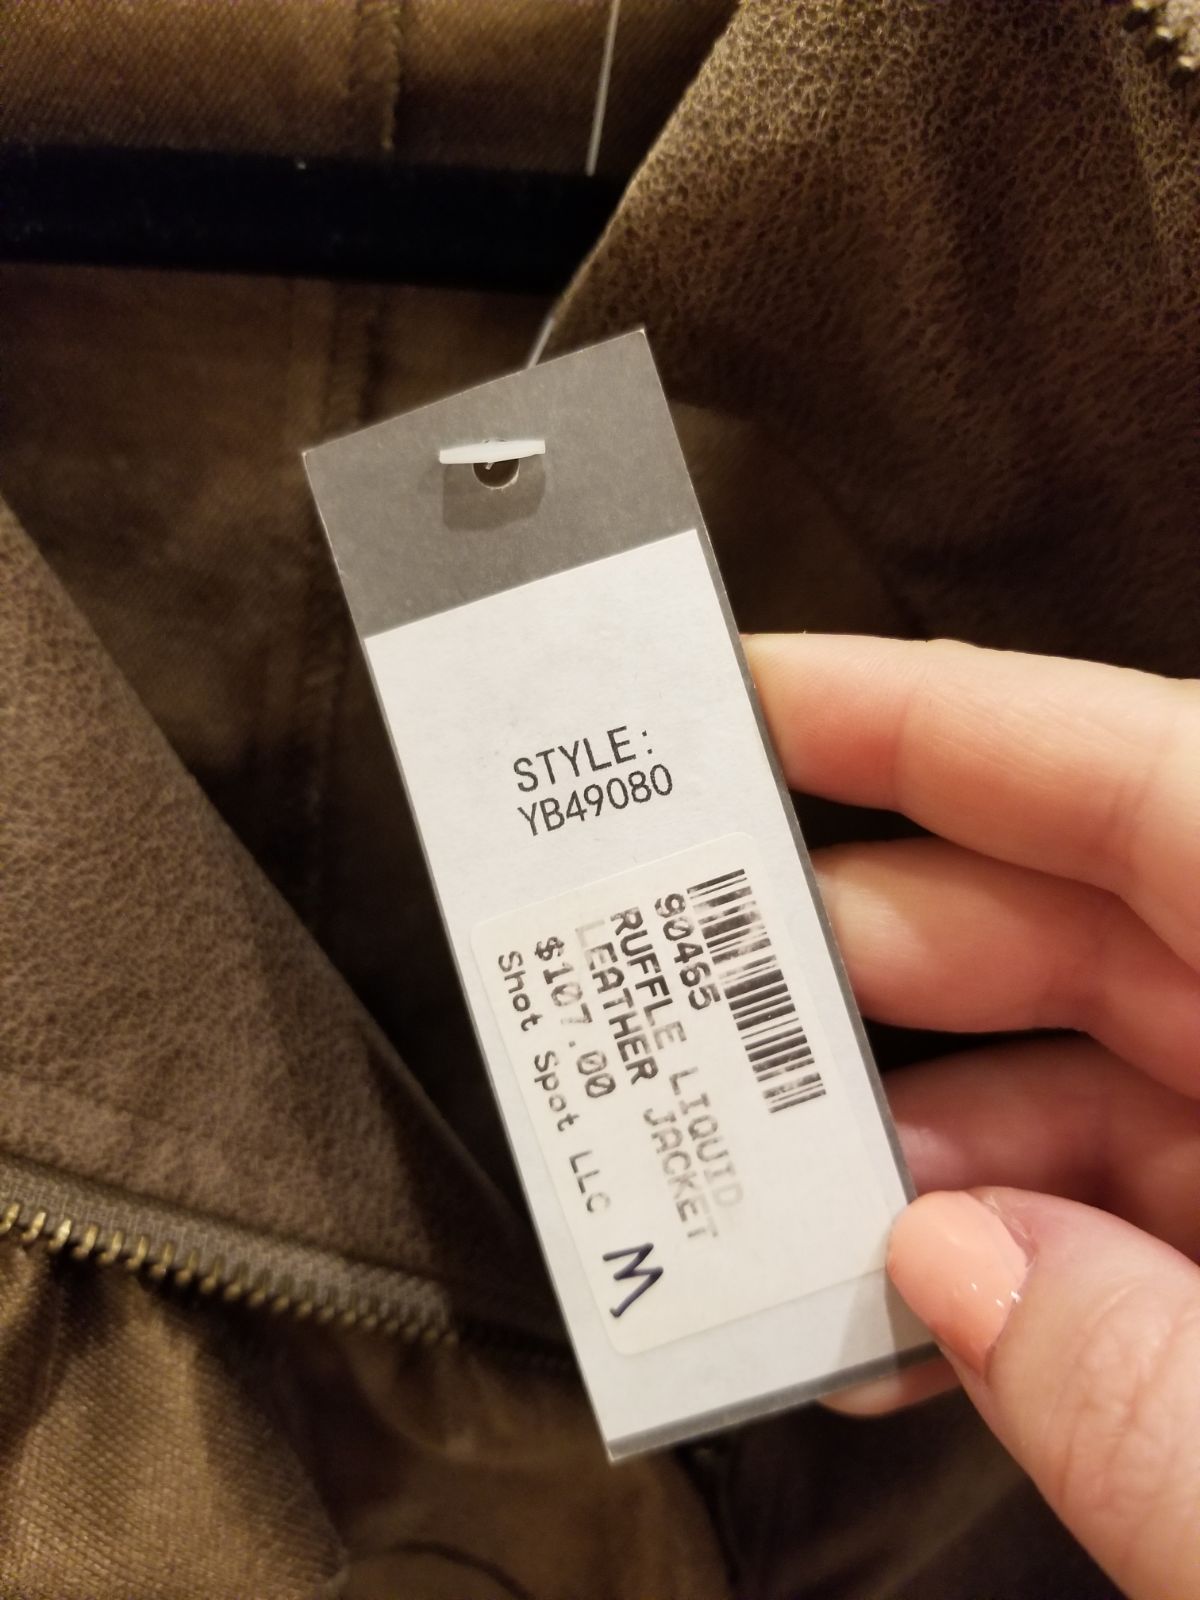 STYLE:
YB49080
90465
RUFFLE LIQUID
LEATHER JACKET
$107.00
Shot Spot LLC
M